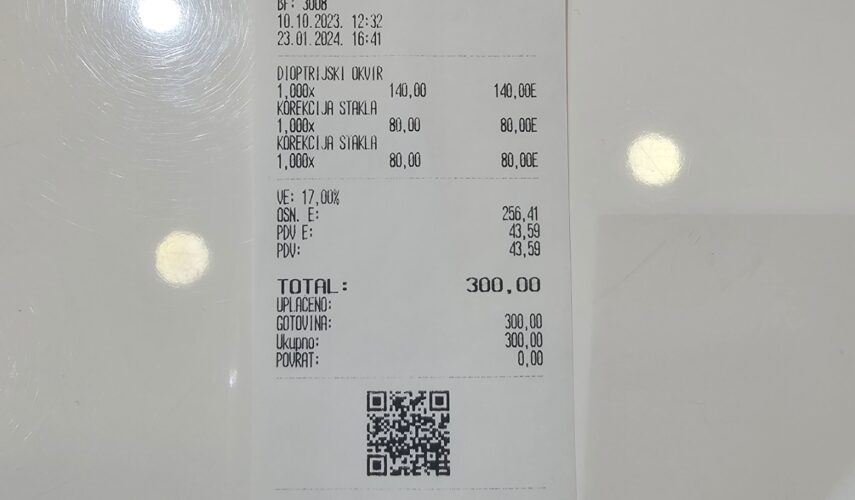 BF: 3008
10.10.2023. 12:32
23.01.2024. 16:41
DIOPTRIJSKI OKVIR
1,000x 140,00 140,00E
KOREKCIJA STAKLA
1,000x 80,00 80,00E
KOREKCIJA STAKLA
1,000x 80,00 80,00E
VE: 17,00%
OSN. E: 256,41
PDV E: 43,59
PDV: 43,59
TOTAL: 300,00
UPLAĆENO:
GOTOVINA: 300,00
Ukupno: 300,00
POVRAT: 0,00